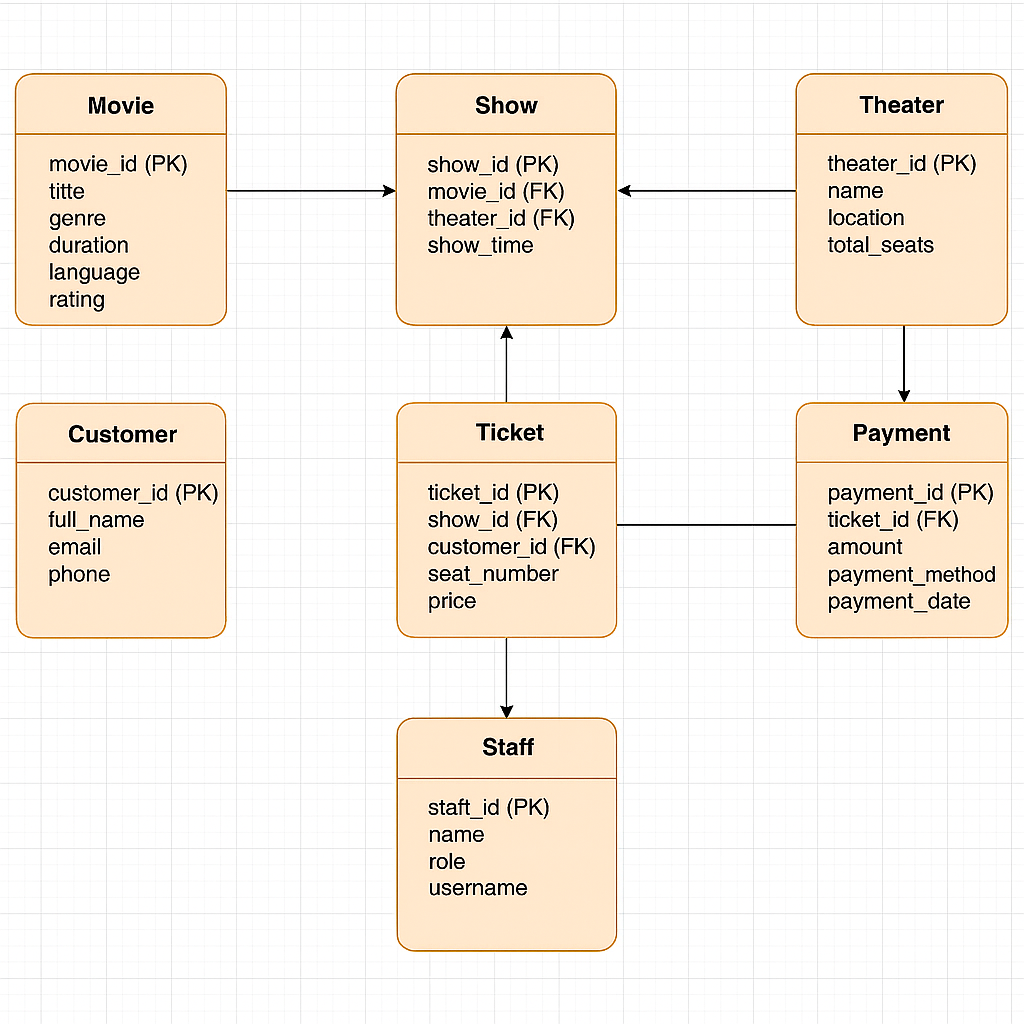 Movie
movie_id (PK)
titte
genre
duration
language
rating
Show
show_id (PK)
movie_id (FK)
theater_id (FK)
show_time
Theater
theater_id (PK)
name
location
total_seats
Customer
customer_id (PK)
full_name
email
phone
Ticket
ticket_id (PK)
show_id (FK)
customer_id (FK)
seat_number
price
Payment
payment_id (PK)
ticket_id (FK)
amount
payment_method
payment_date
Staff
staft_id (PK)
name
role
username